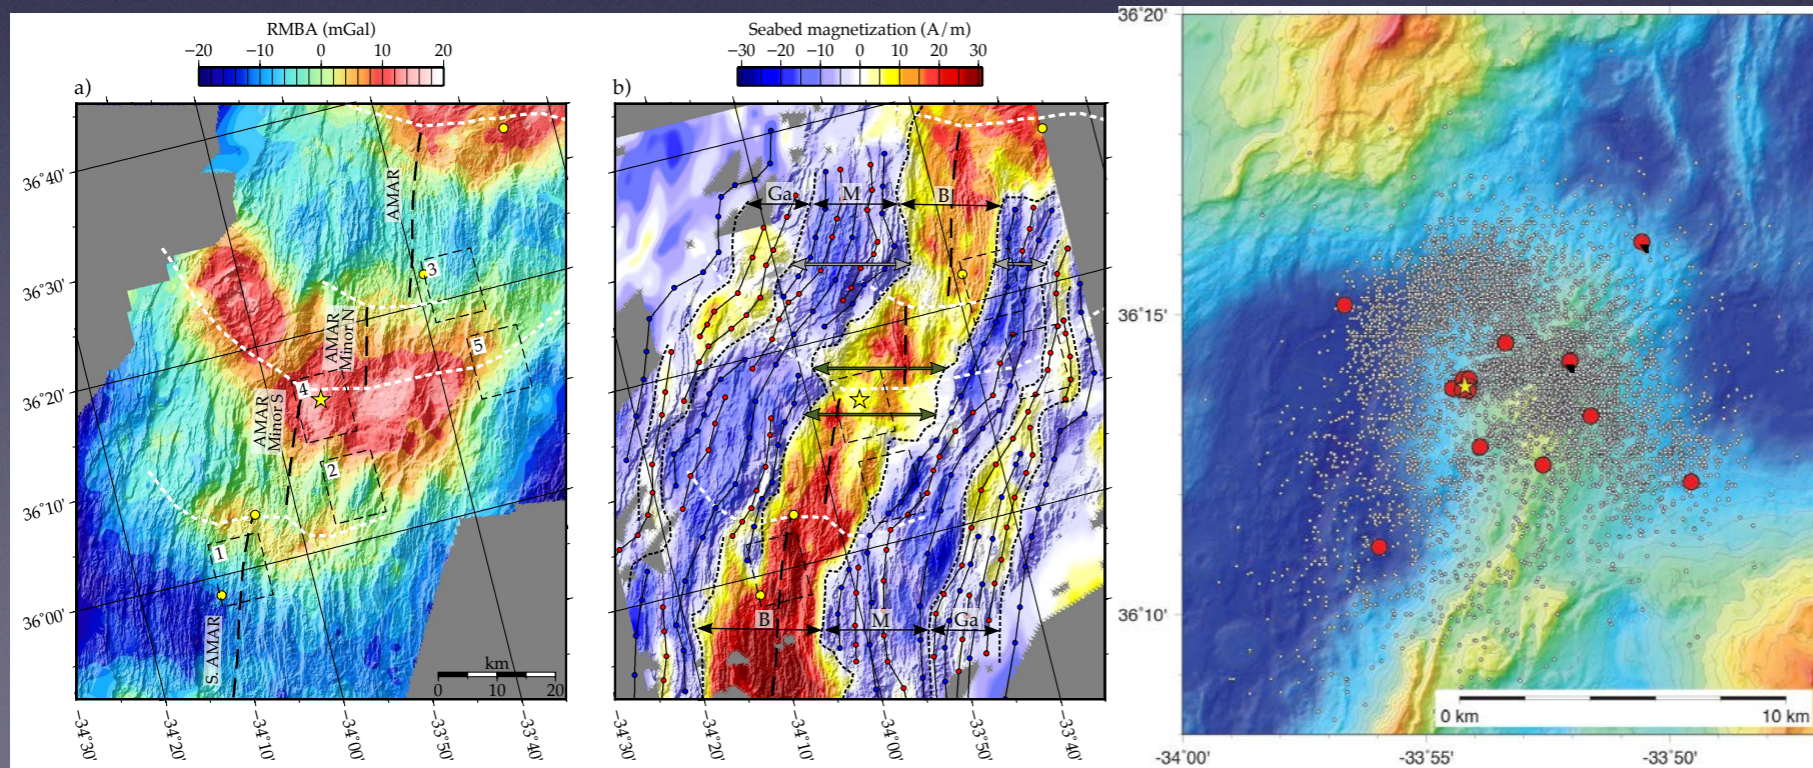 RMBA (mGal)
−20 −10 0 10 20
a)
AMAR
3
AMAR
Minor N
5
4
AMAR
Minor S
2
1
S. AMAR
km
0 10 20
36°40'
36°30'
36°20'
36°10'
36°00'
−34°30'
−34°20'
−34°10'
−34°00'
−33°50'
−33°40'
Seabed magnetization (A/m)
−30 −20 −10 0 10 20 30
b)
Ga M B
B M Ga
−34°30'
−34°20'
−34°10'
−34°00'
−33°50'
−33°40'
36°20'
36°15'
36°10'
0 km 10 km
-34°00' -33°55' -33°50'